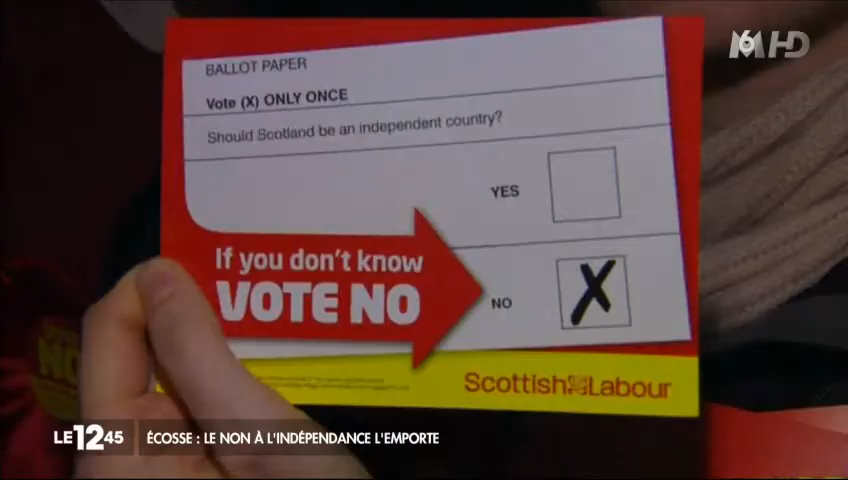 M6 HD
BALLOT PAPER
Vote (X) ONLY ONCE
Should Scotland be an independent country?
YES
If you don't know
VOTE NO
NO
X
Scottish Labour
NO
LE 12 45
ÉCOSSE : LE NON À L'INDÉPENDANCE L'EMPORTE